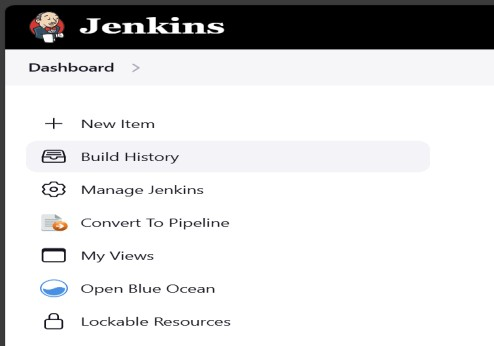 Jenkins
Dashboard >
New Item
Build History
Manage Jenkins
Convert To Pipeline
My Views
Open Blue Ocean
Lockable Resources